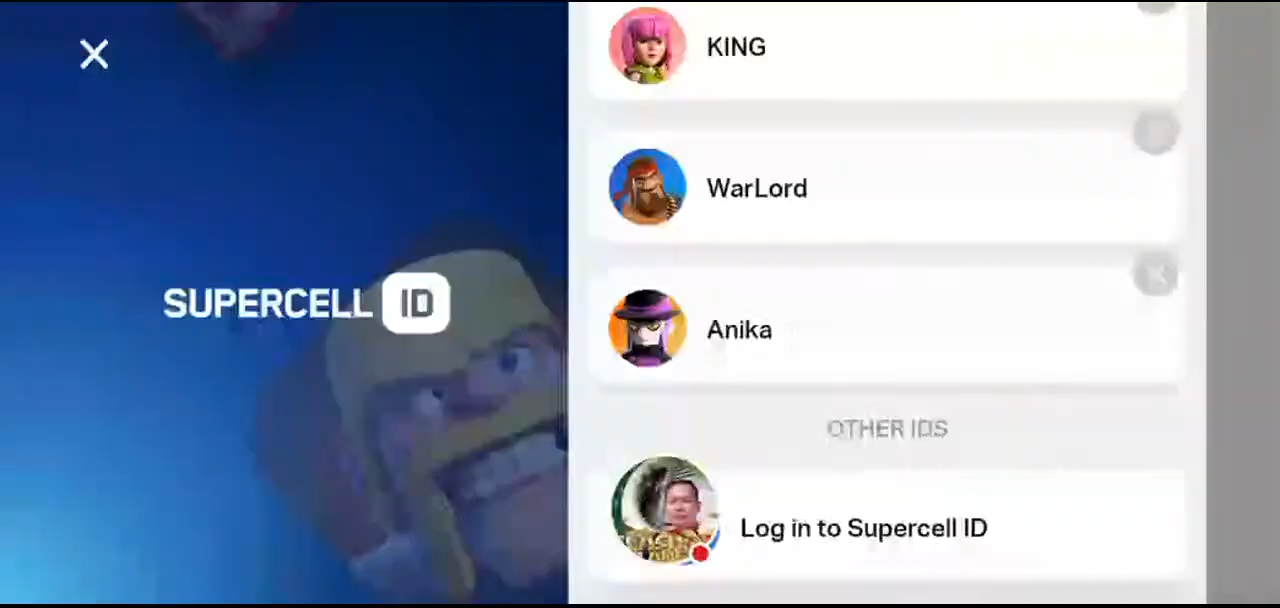 KING
WarLord
SUPERCELL ID
Anika
OTHER IDS
Log in to Supercell ID